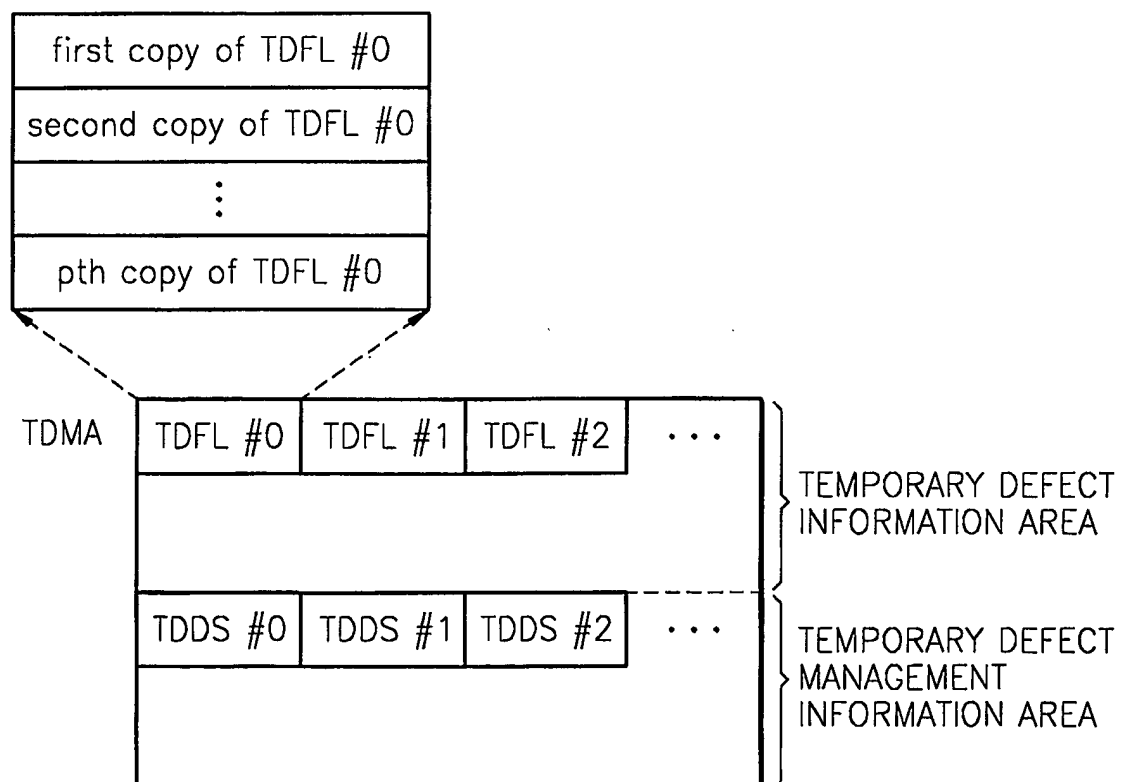 first copy of TDFL #0
second copy of TDFL #0
⋮
pth copy of TDFL #0
TDMA
TDFL #0
TDFL #1
TDFL #2
...
TEMPORARY DEFECT
INFORMATION AREA
TDDS #0
TDDS #1
TDDS #2
...
TEMPORARY DEFECT
MANAGEMENT
INFORMATION AREA